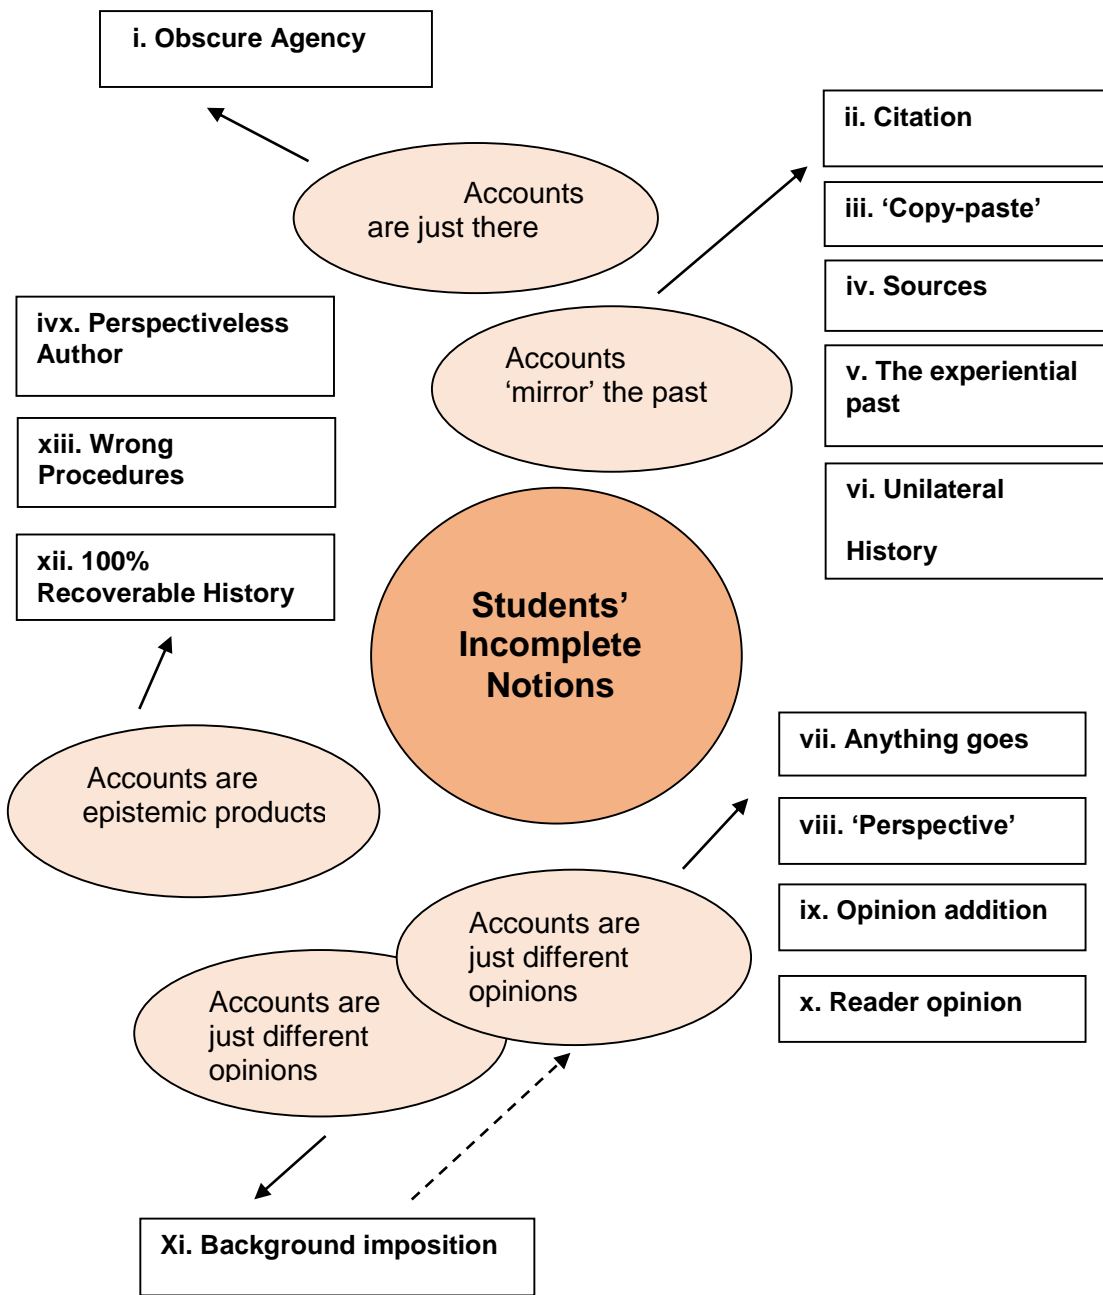 i. Obscure Agency
ii. Citation
Accounts
are just there
iii. ‘Copy-paste’
iv. Sources
ivx. Perspectiveless
Author
Accounts
‘mirror’ the past
v. The experiential
past
xiii. Wrong
Procedures
vi. Unilateral
History
xii. 100%
Recoverable History
Students’
Incomplete
Notions
vii. Anything goes
Accounts are
epistemic products
viii. ‘Perspective’
ix. Opinion addition
Accounts are
just different
opinions
x. Reader opinion
Accounts are
just different
opinions
Xi. Background imposition